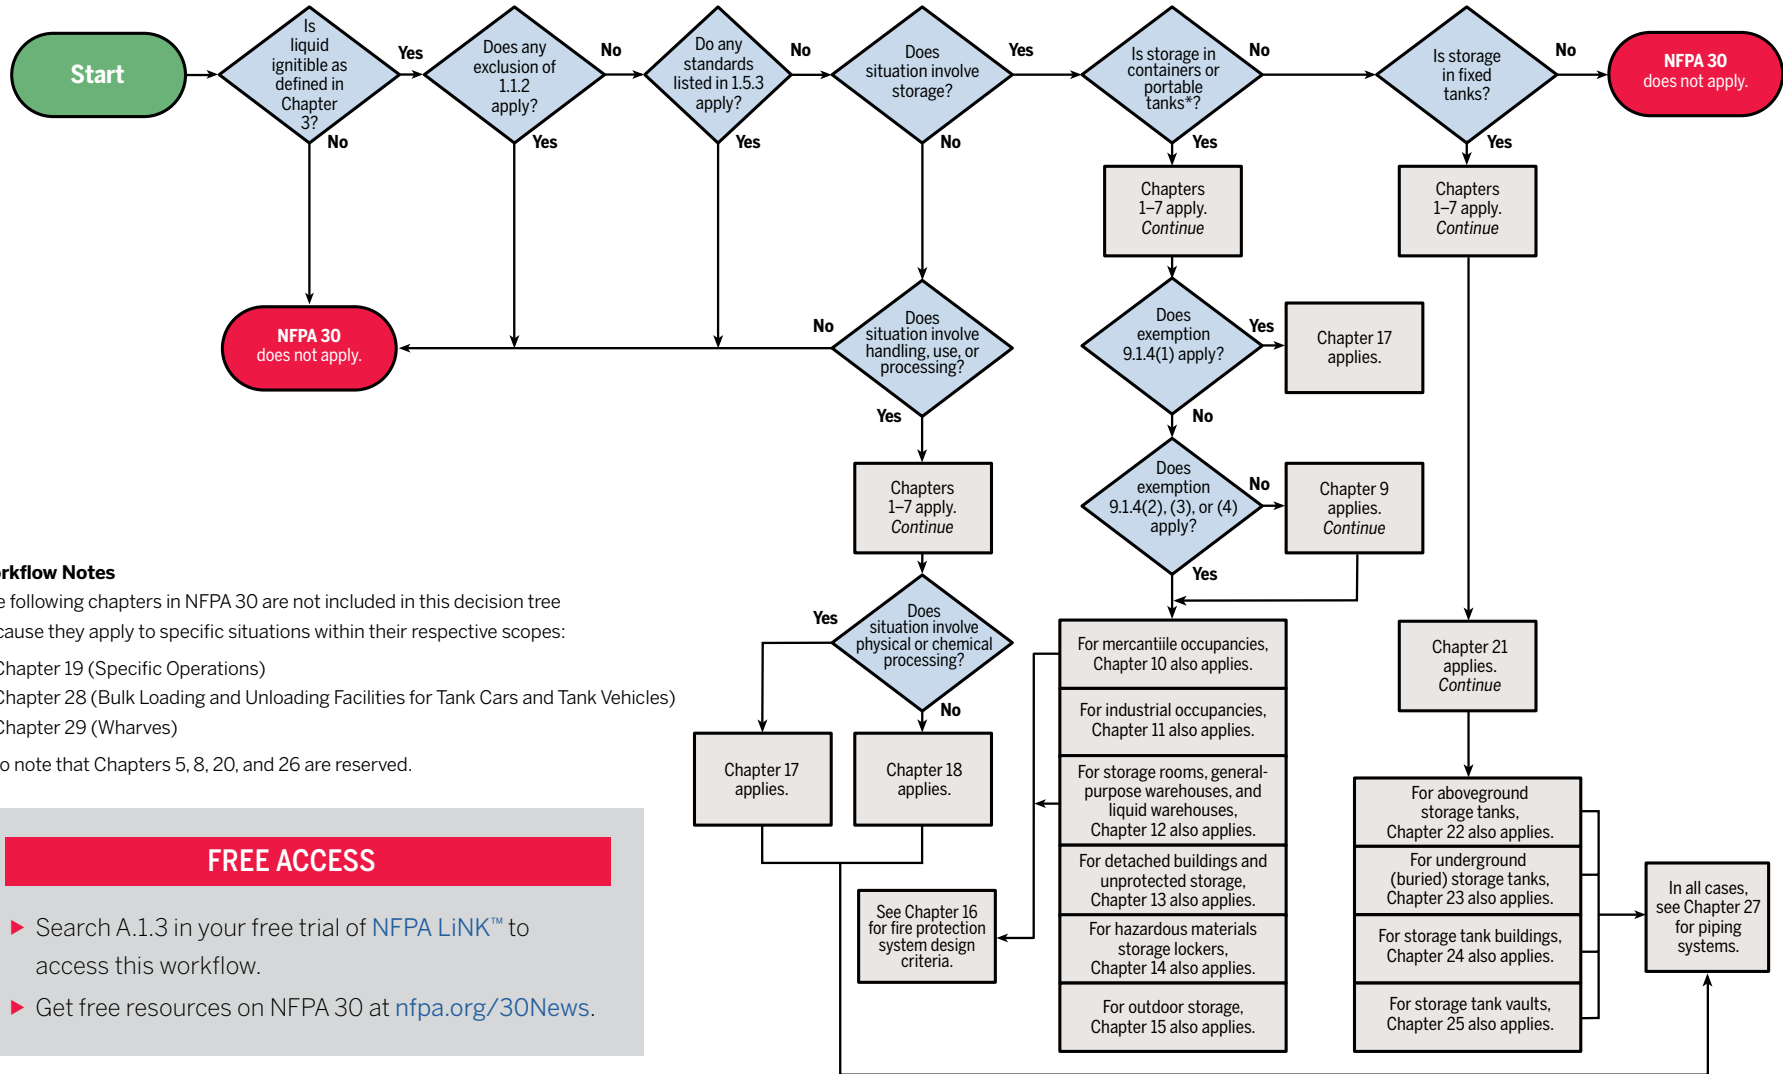 Start
Is
liquid
ignitible as
defined in
Chapter
3?
Yes
No
Does any
exclusion of
1.1.2
apply?
No
Yes
Do any
standards
listed in 1.5.3
apply?
No
Yes
Does
situation involve
storage?
Yes
No
Is storage in
containers or
portable
tanks*?
No
Yes
Is storage
in fixed
tanks?
No
Yes
NFPA 30
does not apply.
Chapters
1–7 apply.
Continue
Chapters
1–7 apply.
Continue
NFPA 30
does not apply.
No
Does
situation involve
handling, use, or
processing?
Yes
Does
exemption
9.1.4(1) apply?
Yes
No
Chapter 17
applies.
Chapters
1–7 apply.
Continue
Does
exemption
9.1.4(2), (3), or (4)
apply?
No
Yes
Chapter 9
applies.
Continue
Yes
Does
situation involve
physical or chemical
processing?
No
Chapter 17
applies.
Chapter 18
applies.
For mercantile occupancies,
Chapter 10 also applies.
For industrial occupancies,
Chapter 11 also applies.
For storage rooms, general-
purpose warehouses, and
liquid warehouses,
Chapter 12 also applies.
For detached buildings and
unprotected storage,
Chapter 13 also applies.
For hazardous materials
storage lockers,
Chapter 14 also applies.
For outdoor storage,
Chapter 15 also applies.
See Chapter 16
for fire protection
system design
criteria.
Chapter 21
applies.
Continue
For aboveground
storage tanks,
Chapter 22 also applies.
For underground
(buried) storage tanks,
Chapter 23 also applies.
For storage tank buildings,
Chapter 24 also applies.
For storage tank vaults,
Chapter 25 also applies.
In all cases,
see Chapter 27
for piping
systems.
orkflow Notes
e following chapters in NFPA 30 are not included in this decision tree
cause they apply to specific situations within their respective scopes:
Chapter 19 (Specific Operations)
Chapter 28 (Bulk Loading and Unloading Facilities for Tank Cars and Tank Vehicles)
Chapter 29 (Wharves)
o note that Chapters 5, 8, 20, and 26 are reserved.
FREE ACCESS
▶ Search A.1.3 in your free trial of NFPA LiNK™ to
access this workflow.
▶ Get free resources on NFPA 30 at nfpa.org/30News.